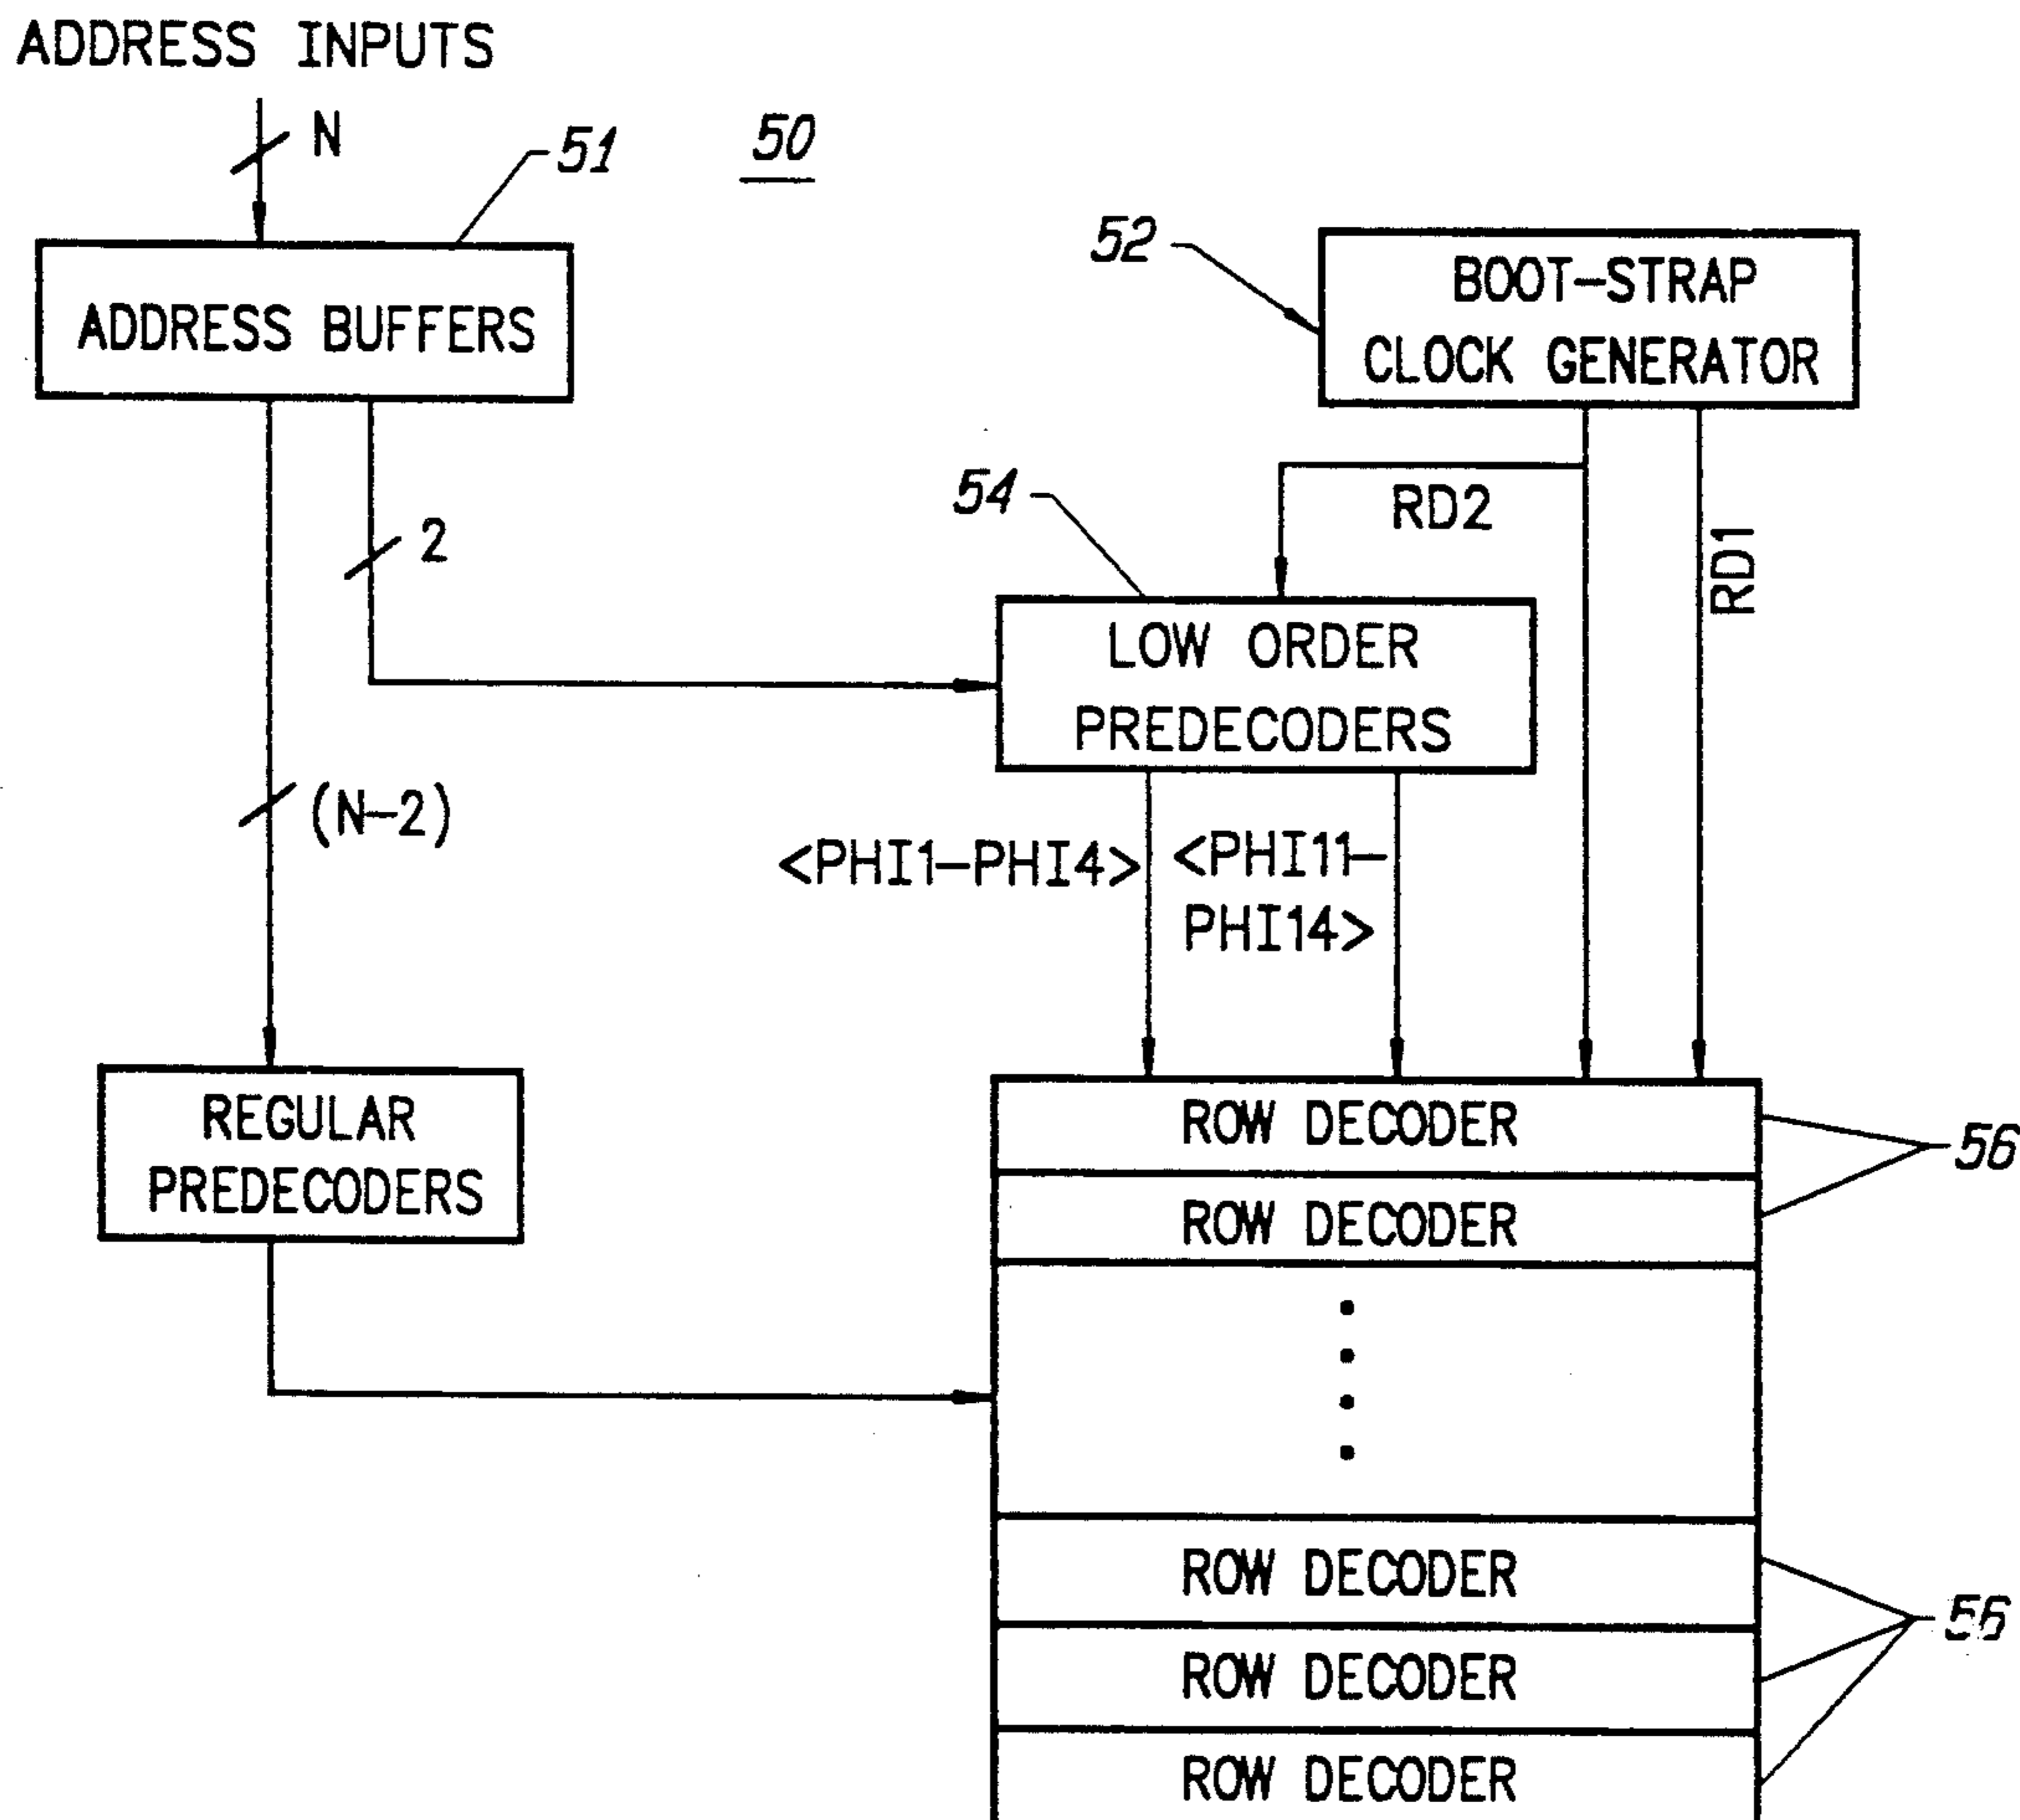 ADDRESS INPUTS
N
51
50
52
ADDRESS BUFFERS
BOOT-STRAP
CLOCK GENERATOR
54
RD2
2
RD1
LOW ORDER
PREDECODERS
(N-2)
<PHI1-PHI4>
<PHI11-
PHI14>
REGULAR
PREDECODERS
ROW DECODER
56
ROW DECODER
ROW DECODER
56
ROW DECODER
ROW DECODER